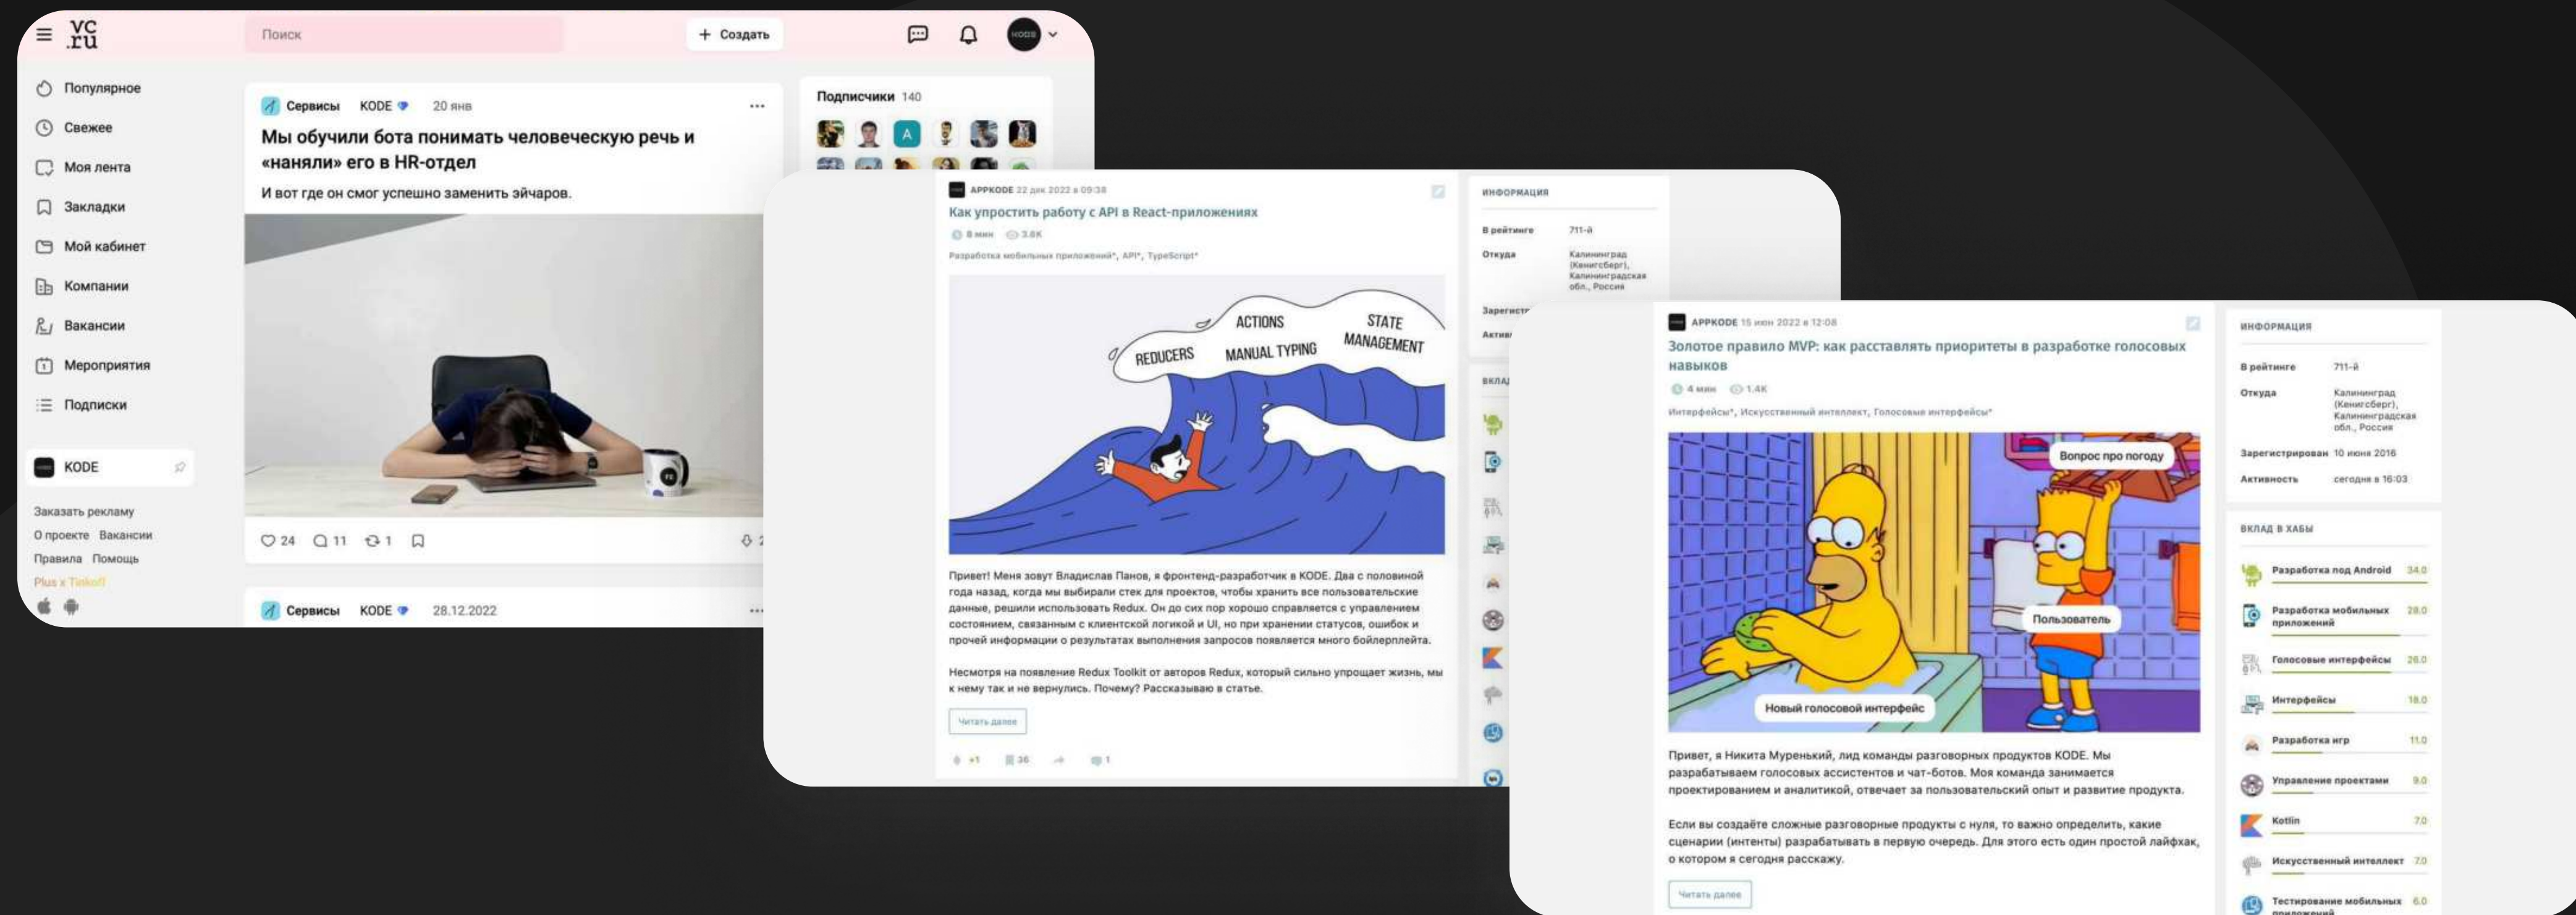 vc
.ru
Поиск
+ Создать
KODE
Популярное
Свежее
Моя лента
Закладки
Мой кабинет
Компании
Вакансии
Мероприятия
Подписки
KODE
Заказать рекламу
О проекте Вакансии
Правила Помощь
Plus x Tinkoff
Сервисы KODE 20 янв
Мы обучили бота понимать человеческую речь и
«наняли» его в HR-отдел
И вот где он смог успешно заменить эйчаров.
24 11 1
Сервисы KODE 28.12.2022
Подписчики 140
A
APPKODE 22 дек 2022 в 09:38
Как упростить работу с API в React-приложениях
8 мин 3.8K
Разработка мобильных приложений*, API*, TypeScript*
ACTIONS
STATE
MANAGEMENT
REDUCERS
MANUAL TYPING
Привет! Меня зовут Владислав Панов, я фронтенд-разработчик в KODE. Два с половиной
года назад, когда мы выбирали стек для проектов, чтобы хранить все пользовательские
данные, решили использовать Redux. Он до сих пор хорошо справляется с управлением
состоянием, связанным с клиентской логикой и UI, но при хранении статусов, ошибок и
прочей информации о результатах выполнения запросов появляется много бойлерплейта.
Несмотря на появление Redux Toolkit от авторов Redux, который сильно упрощает жизнь, мы
к нему так и не вернулись. Почему? Рассказываю в статье.
Читать далее
+1 36 1
ИНФОРМАЦИЯ
В рейтинге 711-й
Откуда Калининград
(Кенигсберг),
Калининградская
обл., Россия
APPKODE 15 июн 2022 в 12:08
Золотое правило MVP: как расставлять приоритеты в разработке голосовых
навыков
4 мин 1.4K
Интерфейсы*, Искусственный интеллект, Голосовые интерфейсы*
Вопрос про погоду
Пользователь
Новый голосовой интерфейс
Привет, я Никита Муренький, лид команды разговорных продуктов KODE. Мы
разрабатываем голосовых ассистентов и чат-ботов. Моя команда занимается
проектированием и аналитикой, отвечает за пользовательский опыт и развитие продукта.
Если вы создаёте сложные разговорные продукты с нуля, то важно определить, какие
сценарии (интенты) разрабатывать в первую очередь. Для этого есть один простой лайфхак,
о котором я сегодня расскажу.
Читать далее
ИНФОРМАЦИЯ
В рейтинге 711-й
Откуда Калининград
(Кенигсберг),
Калининградская
обл., Россия
Зарегистрирован 10 июня 2016
Активность сегодня в 16:03
ВКЛАД В ХАБЫ
Разработка под Android 34.0
Разработка мобильных 28.0
приложений
Голосовые интерфейсы 26.0
Интерфейсы 18.0
Разработка игр 11.0
Управление проектами 9.0
Kotlin 7.0
Искусственный интеллект 7.0
Тестирование мобильных 6.0